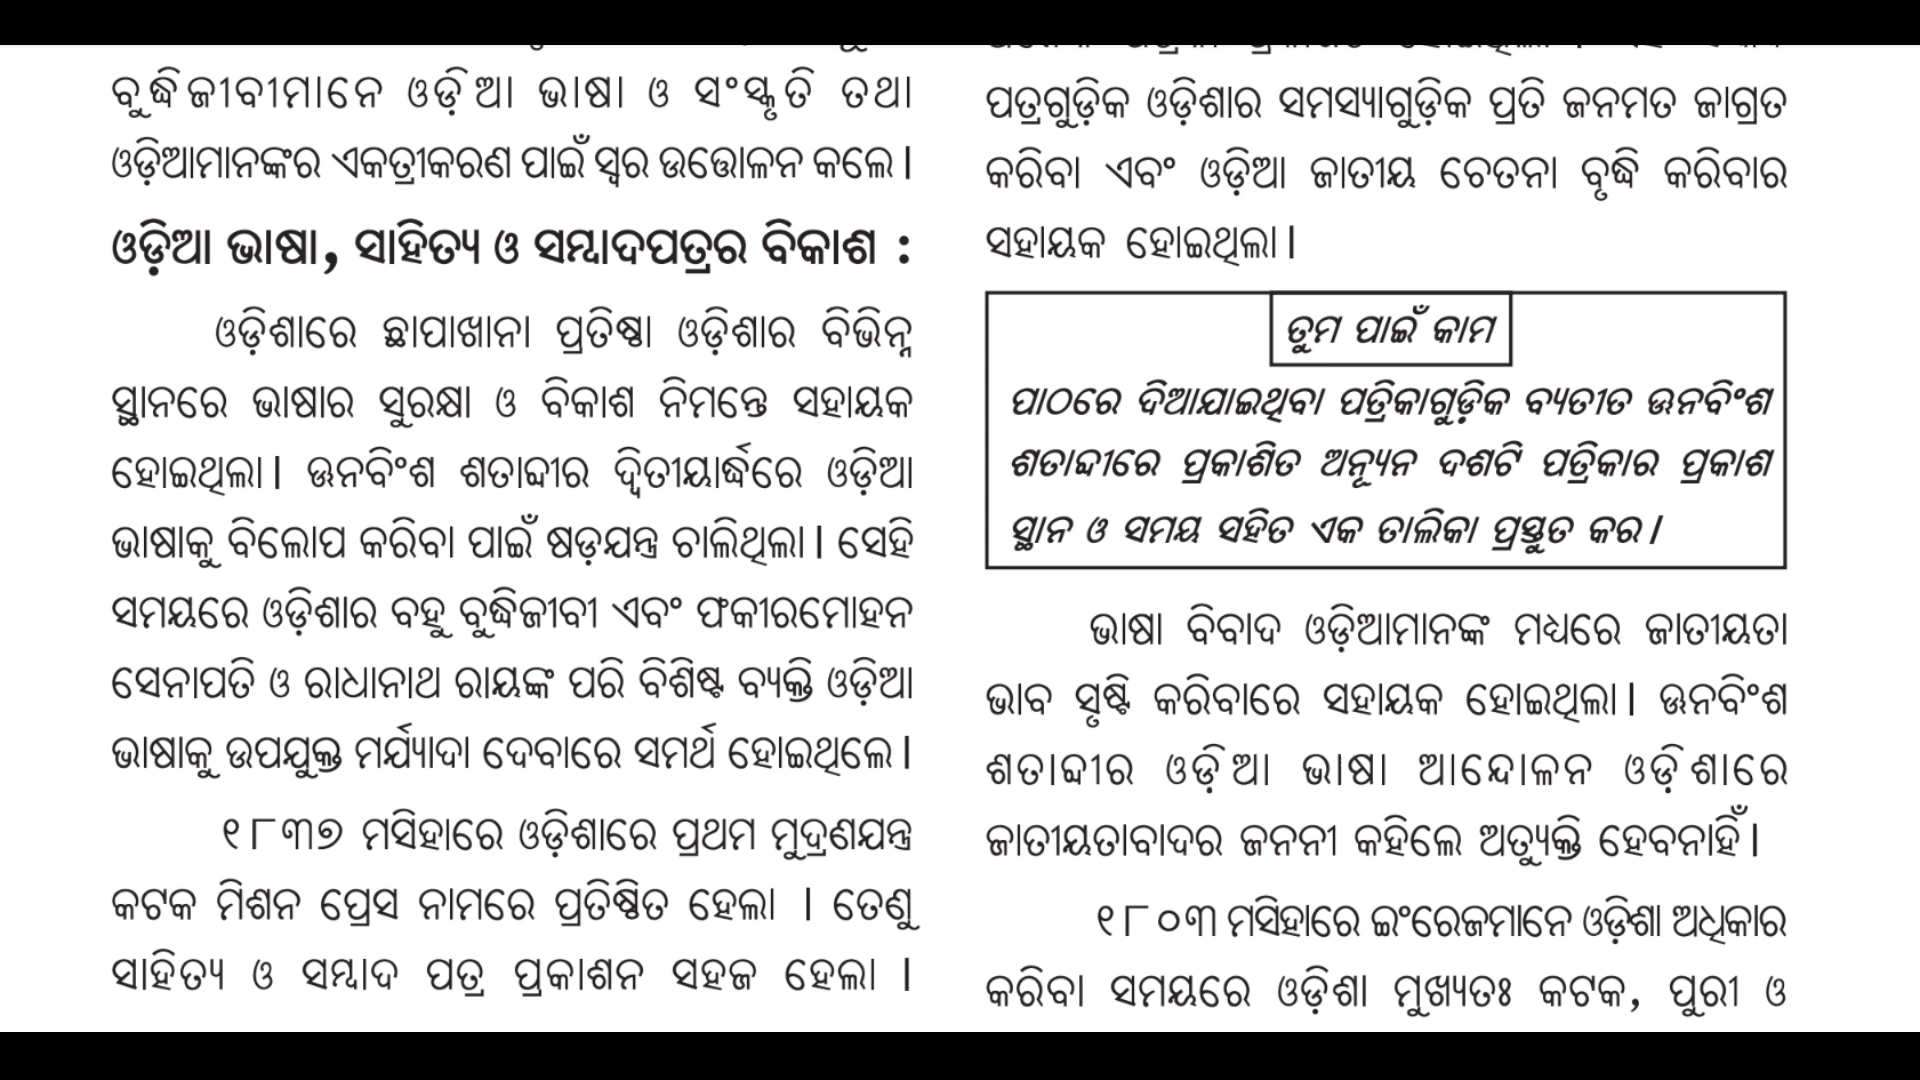 ବୁଦ୍ଧିଜୀବୀମାନେ ଓଡ଼ିଆ ଭାଷା ଓ ସଂସ୍କୃତି ତଥା
ଓଡ଼ିଆମାନଙ୍କର ଏକତ୍ରୀକରଣ ପାଇଁ ସ୍ୱର ଉତ୍ତୋଳନ କଲେ।
ଓଡ଼ିଆ ଭାଷା, ସାହିତ୍ୟ ଓ ସମ୍ବାଦପତ୍ରର ବିକାଶ :
ଓଡ଼ିଶାରେ ଛାପାଖାନା ପ୍ରତିଷ୍ଠା ଓଡ଼ିଶାର ବିଭିନ୍ନ
ସ୍ଥାନରେ ଭାଷାର ସୁରକ୍ଷା ଓ ବିକାଶ ନିମନ୍ତେ ସହାୟକ
ହୋଇଥିଲା। ଊନବିଂଶ ଶତାବ୍ଦୀର ଦ୍ୱିତୀୟାର୍ଦ୍ଧରେ ଓଡ଼ିଆ
ଭାଷାକୁ ବିଲୋପ କରିବା ପାଇଁ ଷଡ଼ଯନ୍ତ୍ର ଚାଲିଥିଲା। ସେହି
ସମୟରେ ଓଡ଼ିଶାର ବହୁ ବୁଦ୍ଧିଜୀବୀ ଏବଂ ଫକୀରମୋହନ
ସେନାପତି ଓ ରାଧାନାଥ ରାୟଙ୍କ ପରି ବିଶିଷ୍ଟ ବ୍ୟକ୍ତି ଓଡ଼ିଆ
ଭାଷାକୁ ଉପଯୁକ୍ତ ମର୍ଯ୍ୟାଦା ଦେବାରେ ସମର୍ଥ ହୋଇଥିଲେ।
୧୮୩୭ ମସିହାରେ ଓଡ଼ିଶାରେ ପ୍ରଥମ ମୁଦ୍ରଣଯନ୍ତ୍ର
କଟକ ମିଶନ ପ୍ରେସ ନାମରେ ପ୍ରତିଷ୍ଠିତ ହେଲା । ତେଣୁ
ସାହିତ୍ୟ ଓ ସମ୍ବାଦ ପତ୍ର ପ୍ରକାଶନ ସହଜ ହେଲା ।
ପତ୍ରଗୁଡ଼ିକ ଓଡ଼ିଶାର ସମସ୍ୟାଗୁଡ଼ିକ ପ୍ରତି ଜନମତ ଜାଗ୍ରତ
କରିବା ଏବଂ ଓଡ଼ିଆ ଜାତୀୟ ଚେତନା ବୃଦ୍ଧି କରିବାର
ସହାୟକ ହୋଇଥିଲା।
ତୁମ ପାଇଁ କାମ
ପାଠରେ ଦିଆଯାଇଥିବା ପତ୍ରିକାଗୁଡ଼ିକ ବ୍ୟତୀତ ଊନବିଂଶ
ଶତାବ୍ଦୀରେ ପ୍ରକାଶିତ ଅନ୍ୟୂନ ଦଶଟି ପତ୍ରିକାର ପ୍ରକାଶ
ସ୍ଥାନ ଓ ସମୟ ସହିତ ଏକ ତାଲିକା ପ୍ରସ୍ତୁତ କର।
ଭାଷା ବିବାଦ ଓଡ଼ିଆମାନଙ୍କ ମଧ୍ୟରେ ଜାତୀୟତା
ଭାବ ସୃଷ୍ଟି କରିବାରେ ସହାୟକ ହୋଇଥିଲା। ଊନବିଂଶ
ଶତାବ୍ଦୀର ଓଡ଼ିଆ ଭାଷା ଆନ୍ଦୋଳନ ଓଡ଼ିଶାରେ
ଜାତୀୟତାବାଦର ଜନନୀ କହିଲେ ଅତ୍ୟୁକ୍ତି ହେବନାହିଁ।
୧୮୦୩ ମସିହାରେ ଇଂରେଜମାନେ ଓଡ଼ିଶା ଅଧିକାର
କରିବା ସମୟରେ ଓଡ଼ିଶା ମୁଖ୍ୟତଃ କଟକ, ପୁରୀ ଓ